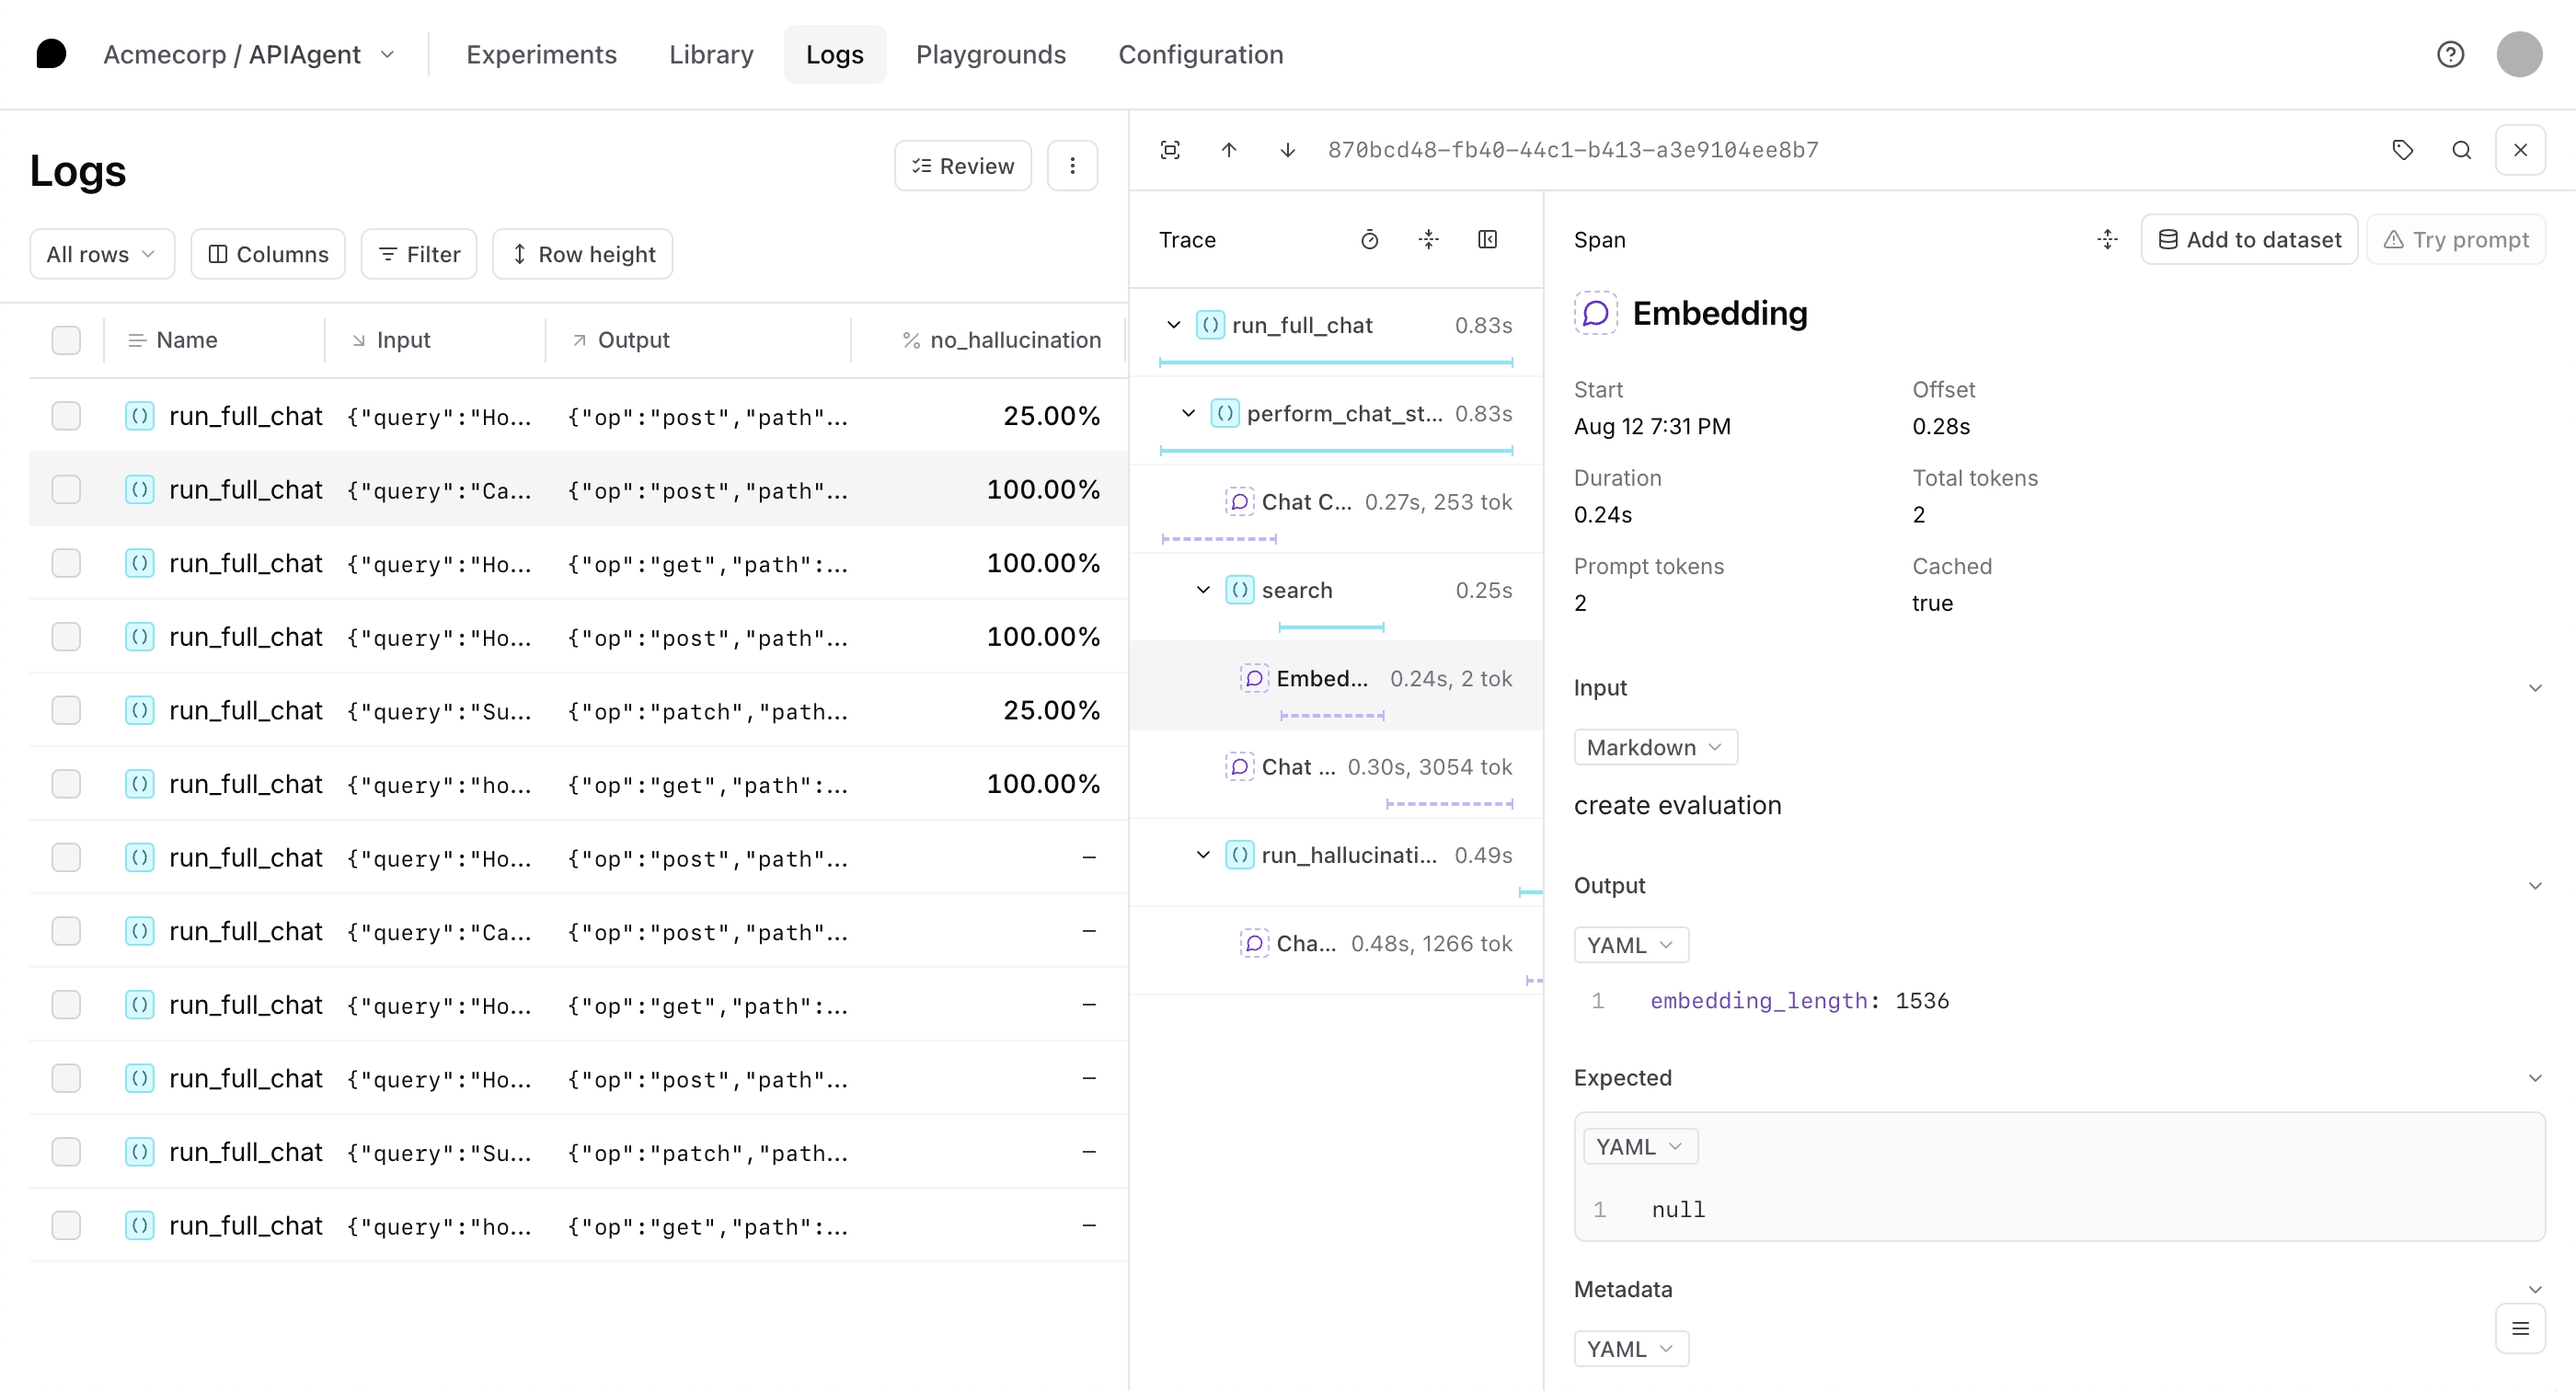 Acmecorp / APIAgent
Experiments
Library
Logs
Playgrounds
Configuration
Logs
Review
All rows
Columns
Filter
Row height
Name Input Output % no_hallucination
() run_full_chat {"query":"Ho... {"op":"post","path"... 25.00%
() run_full_chat {"query":"Ca... {"op":"post","path"... 100.00%
() run_full_chat {"query":"Ho... {"op":"get","path":... 100.00%
() run_full_chat {"query":"Ho... {"op":"post","path"... 100.00%
() run_full_chat {"query":"Su... {"op":"patch","path... 25.00%
() run_full_chat {"query":"ho... {"op":"get","path":... 100.00%
() run_full_chat {"query":"Ho... {"op":"post","path"... –
() run_full_chat {"query":"Ca... {"op":"post","path"... –
() run_full_chat {"query":"Ho... {"op":"get","path":... –
() run_full_chat {"query":"Ho... {"op":"post","path"... –
() run_full_chat {"query":"Su... {"op":"patch","path... –
() run_full_chat {"query":"ho... {"op":"get","path":... –
870bcd48-fb40-44c1-b413-a3e9104ee8b7
Trace
() run_full_chat 0.83s
() perform_chat_st... 0.83s
Chat C... 0.27s, 253 tok
() search 0.25s
Embed... 0.24s, 2 tok
Chat ... 0.30s, 3054 tok
() run_hallucinati... 0.49s
Cha... 0.48s, 1266 tok
Span
Add to dataset
Try prompt
Embedding
Start Offset
Aug 12 7:31 PM 0.28s
Duration Total tokens
0.24s 2
Prompt tokens Cached
2 true
Input
Markdown
create evaluation
Output
YAML
1 embedding_length: 1536
Expected
YAML
1 null
Metadata
YAML